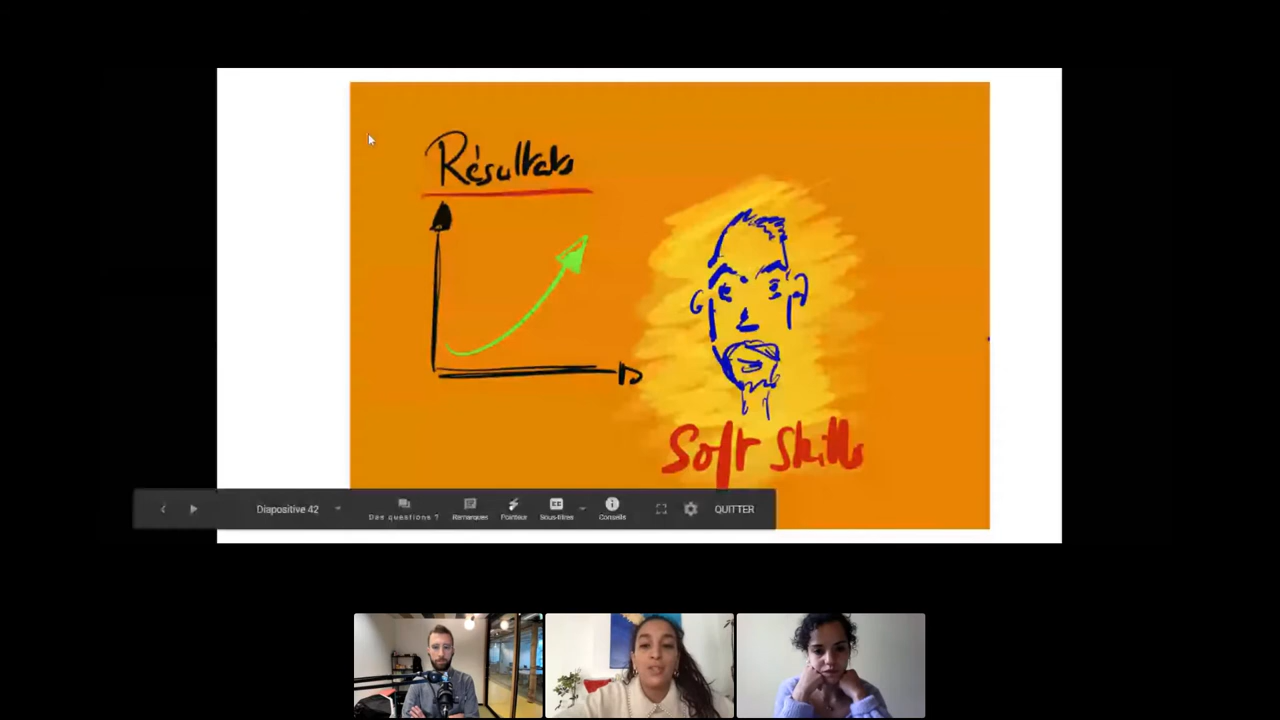 Résultats
Soft Skills
Diapositive 42
Des questions ?
Remarques
Pointeur
Sous-titres
Conseils
QUITTER